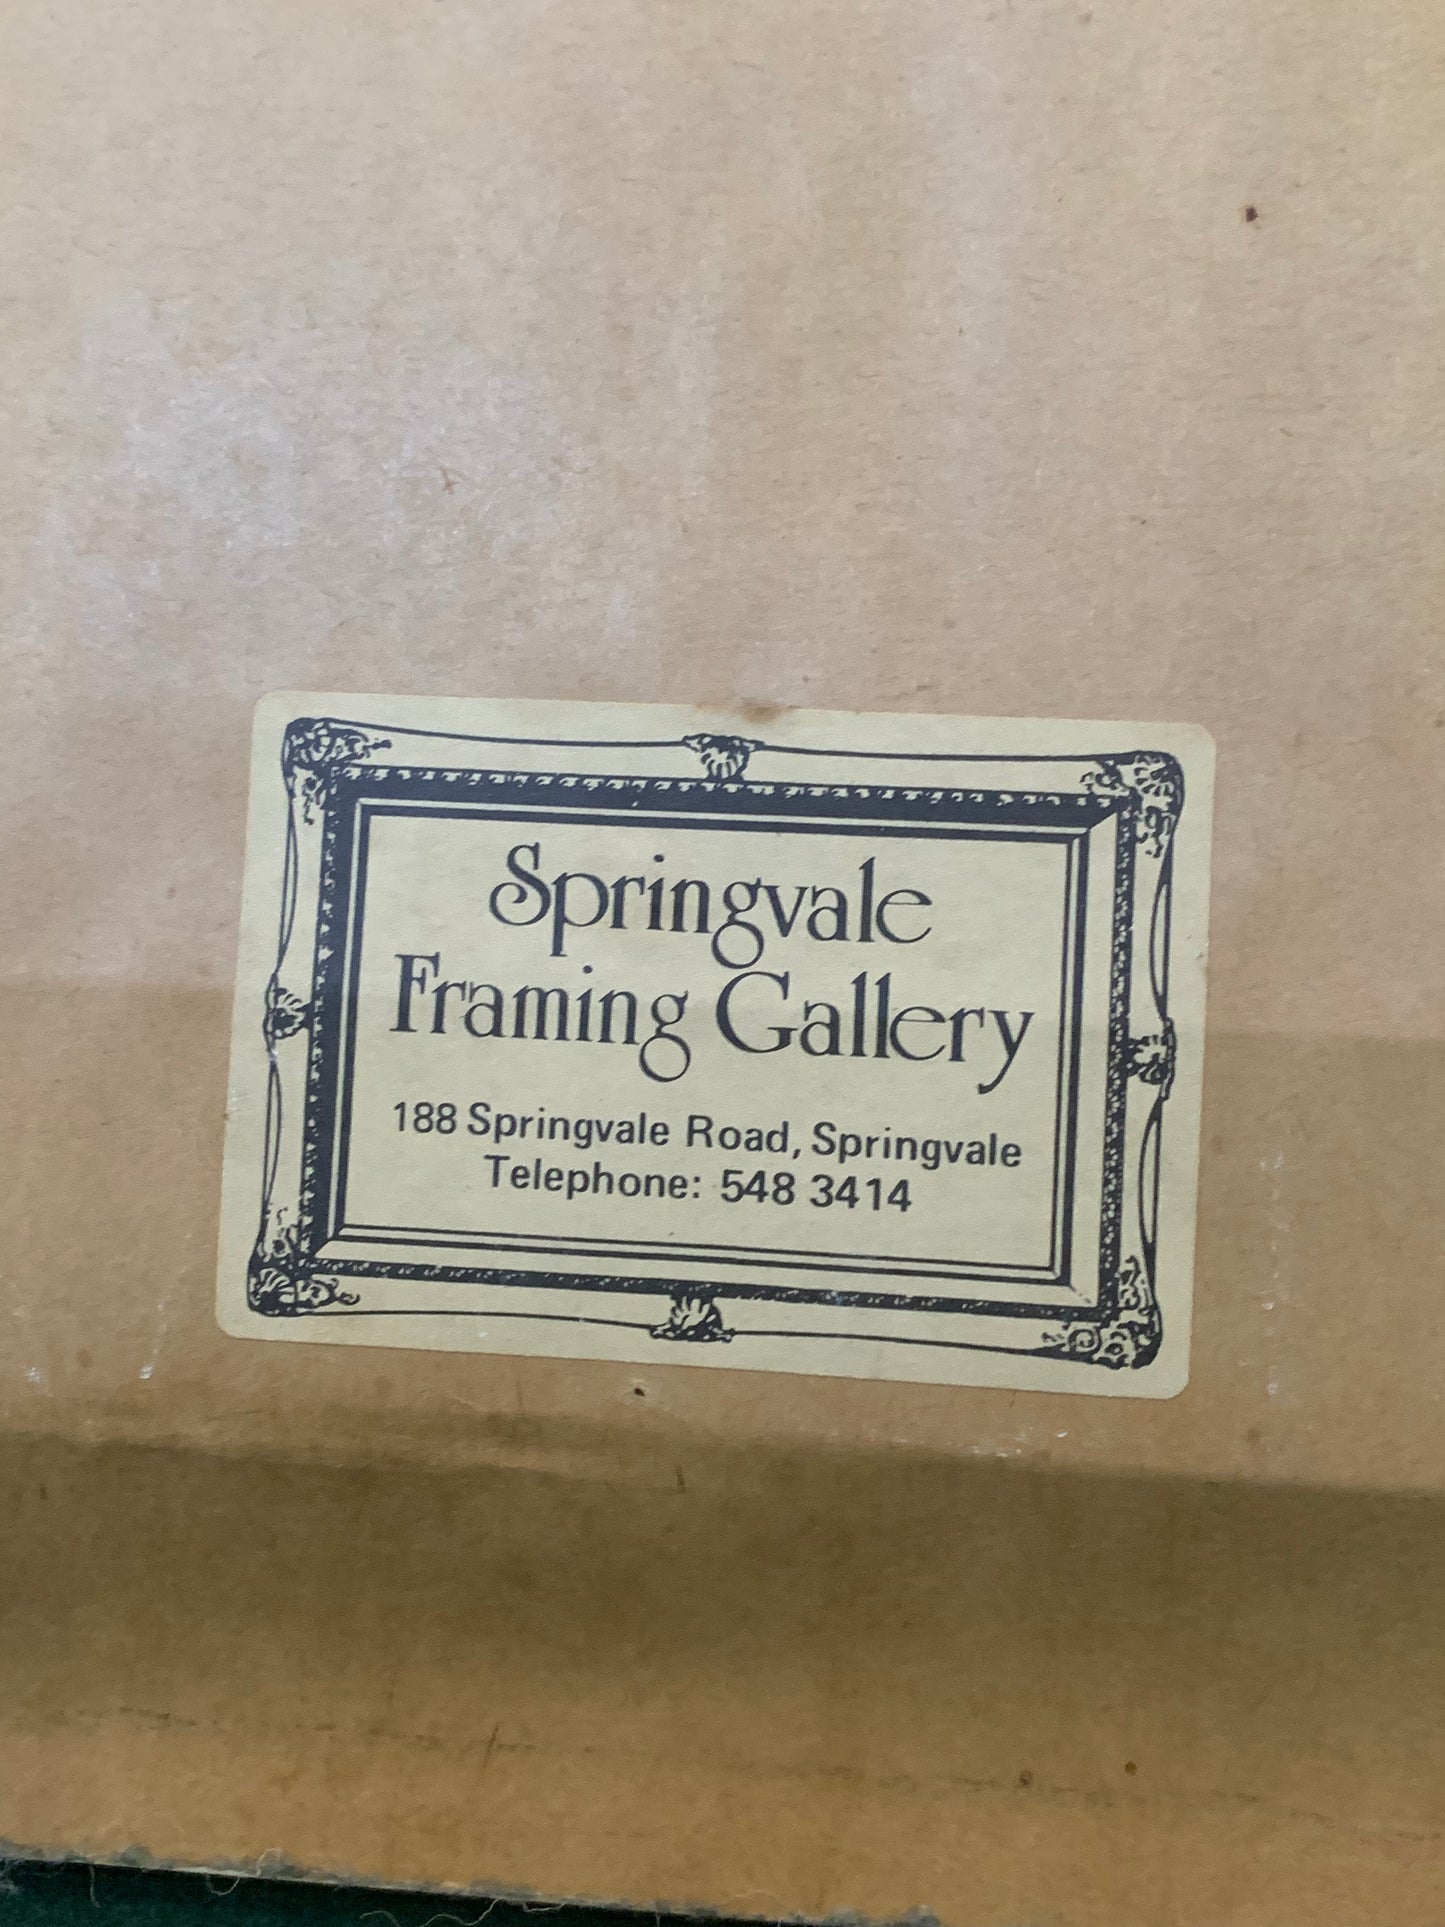 Springvale
Framing Gallery
188 Springvale Road, Springvale
Telephone: 548 3414